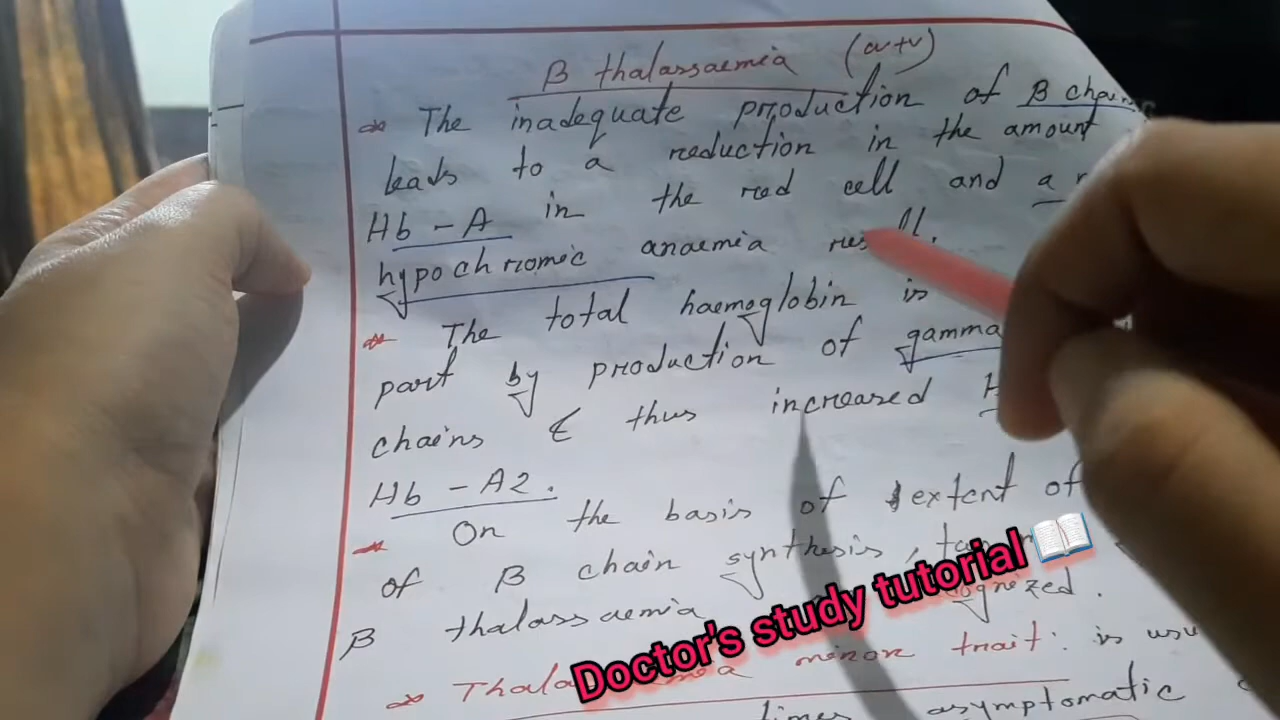 β thalassaemia
The inadequate production of β chains
leads to a reduction in the amount
Hb - A in the red cell and a
hypochromic anaemia
The total haemoglobin is
part by production of gamma
chains & thus increased
Hb - A2.
On the basis of extent of
of β chain synthesis,
β thalassaemia
minor trait: is
times asymptomatic
Doctor's study tutorial